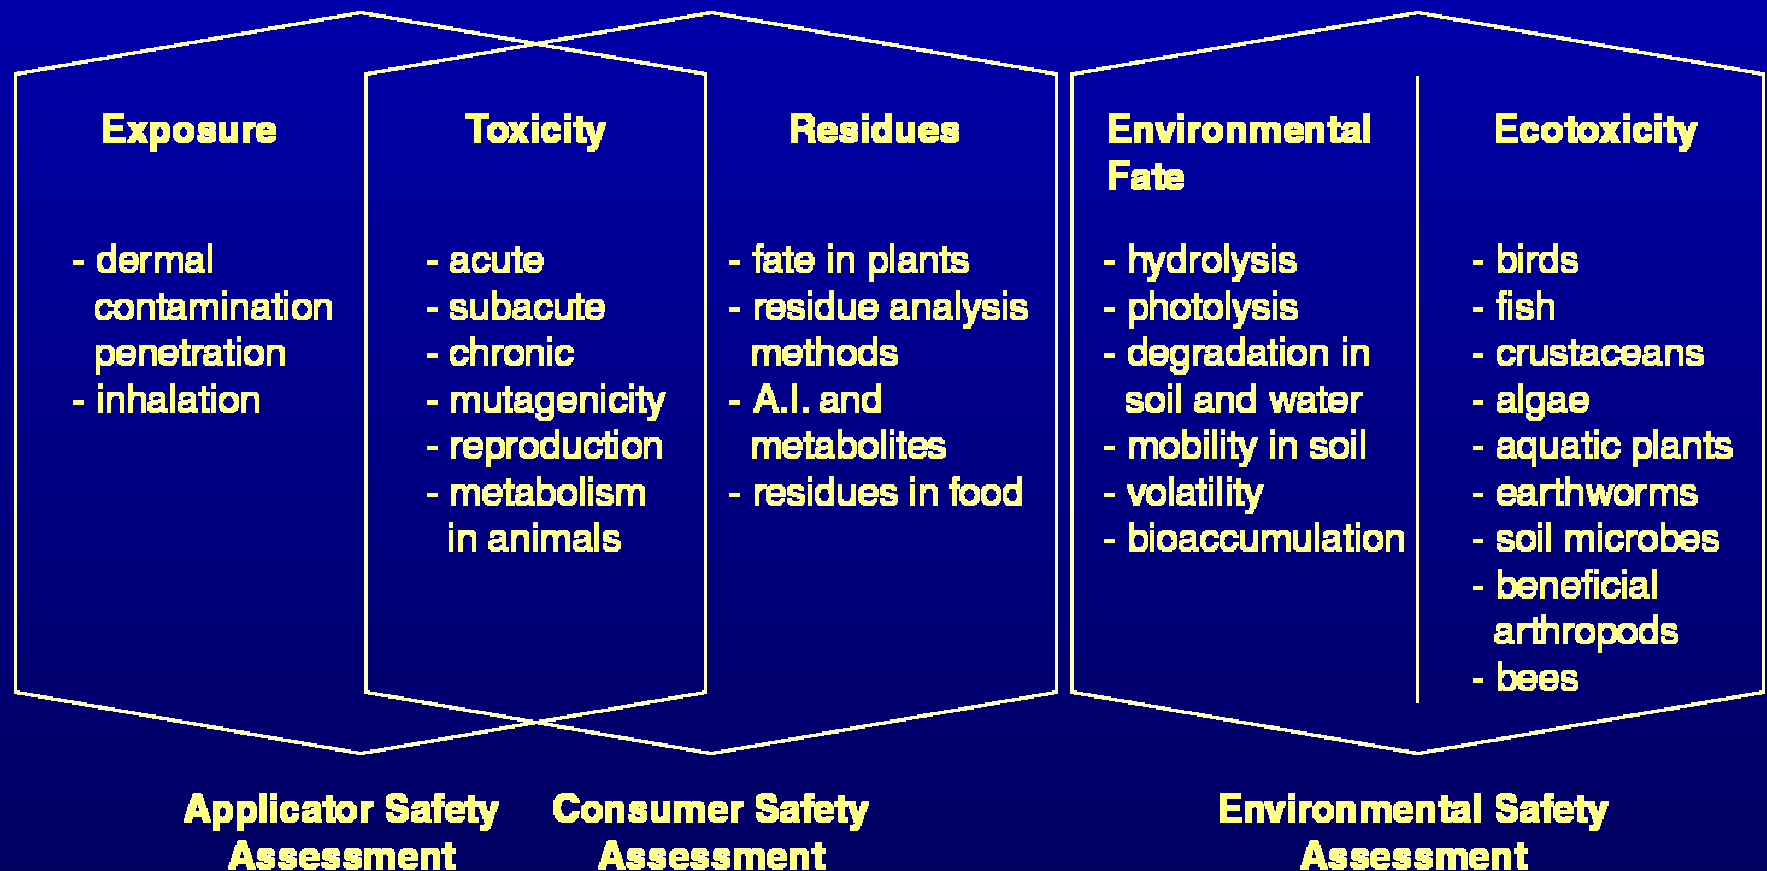 Exposure
- dermal
contamination
penetration
- inhalation
Toxicity
- acute
- subacute
- chronic
- mutagenicity
- reproduction
- metabolism
in animals
Residues
- fate in plants
- residue analysis
methods
- A.I. and
metabolites
- residues in food
Environmental
Fate
- hydrolysis
- photolysis
- degradation in
soil and water
- mobility in soil
- volatility
- bioaccumulation
Ecotoxicity
- birds
- fish
- crustaceans
- algae
- aquatic plants
- earthworms
- soil microbes
- beneficial
arthropods
- bees
Applicator Safety
Assessment
Consumer Safety
Assessment
Environmental Safety
Assessment